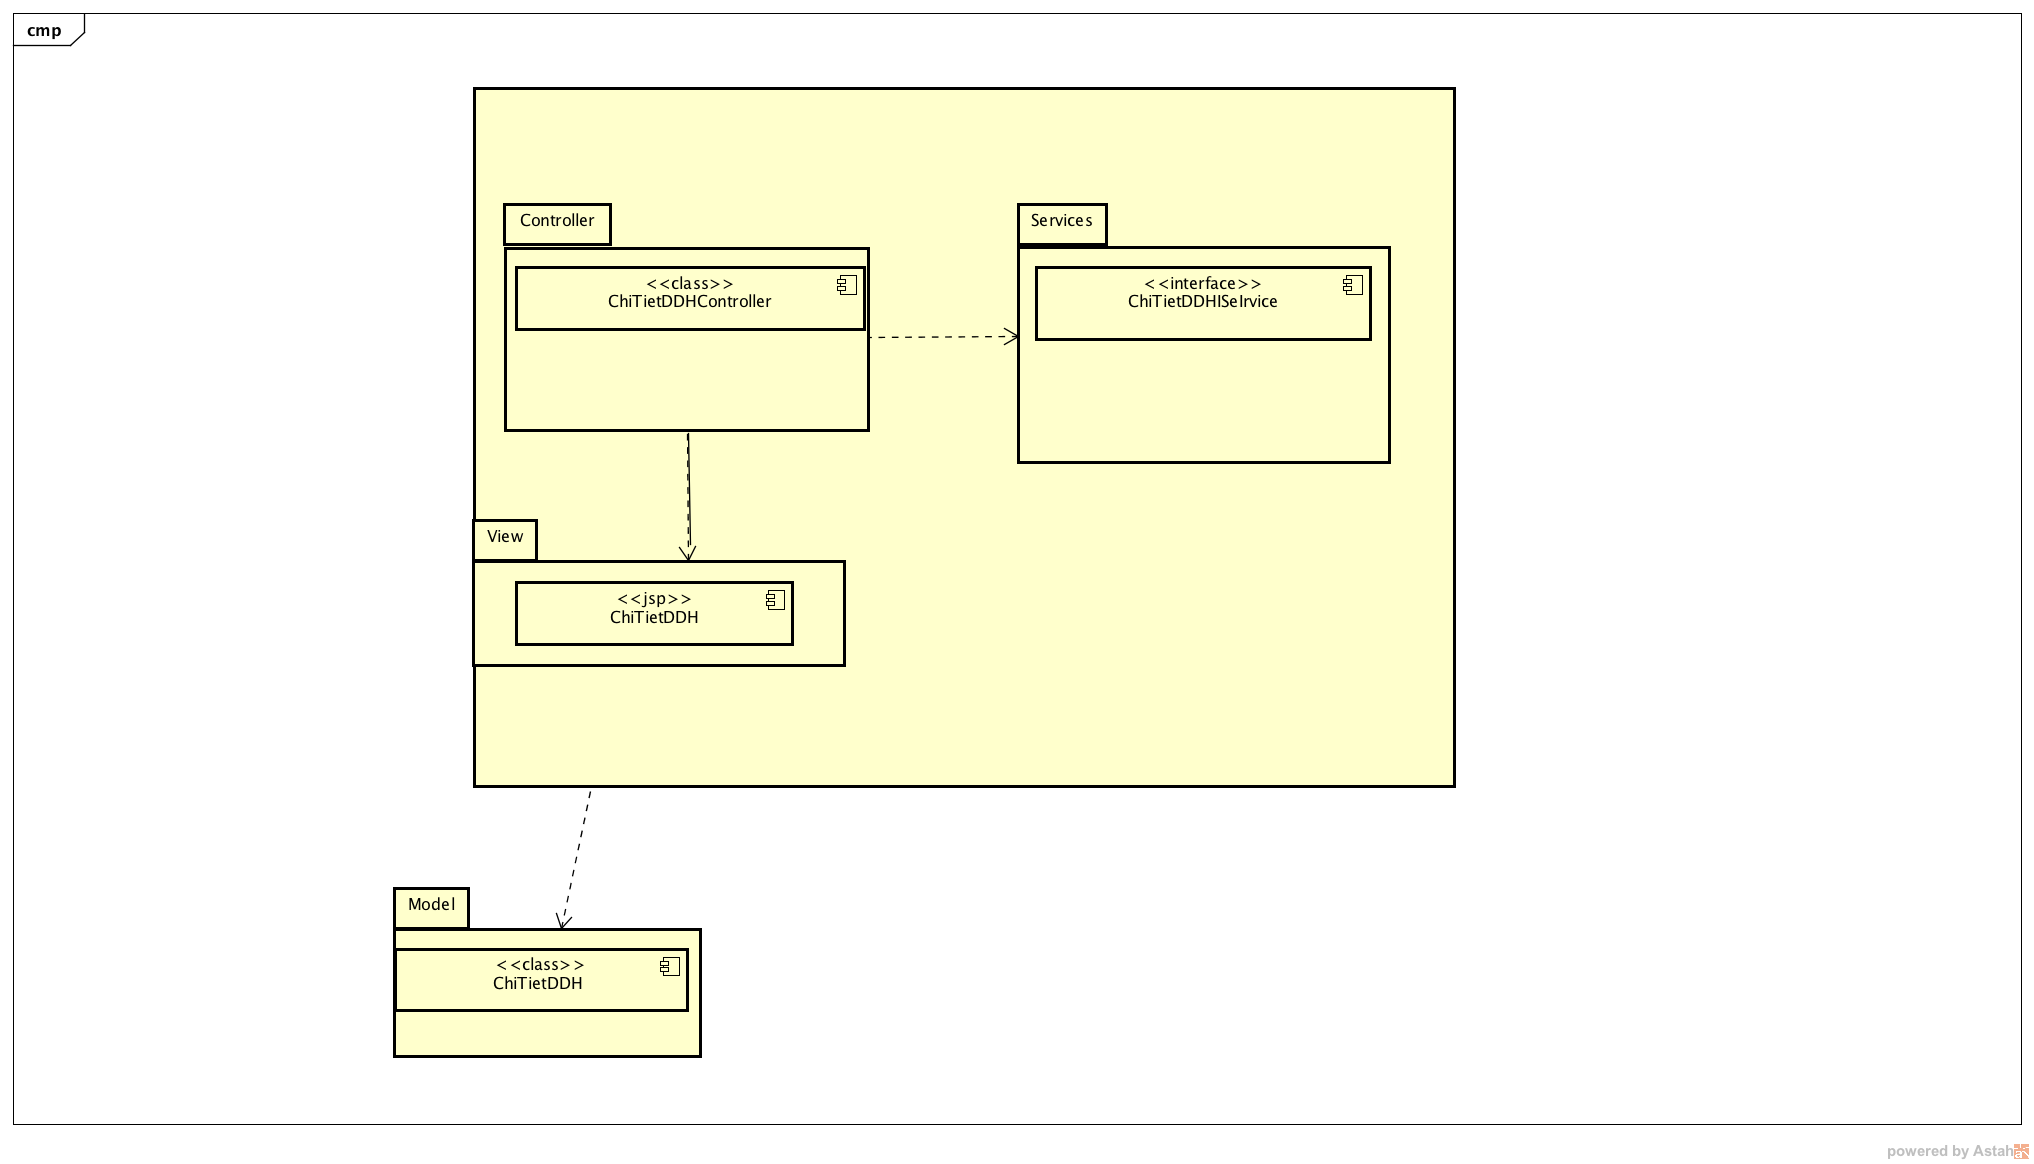 cmp
Controller
<<class>>
ChiTietDDHController
Services
<<interface>>
ChiTietDDHISeIrvice
View
<<jsp>>
ChiTietDDH
Model
<<class>>
ChiTietDDH
powered by Astah